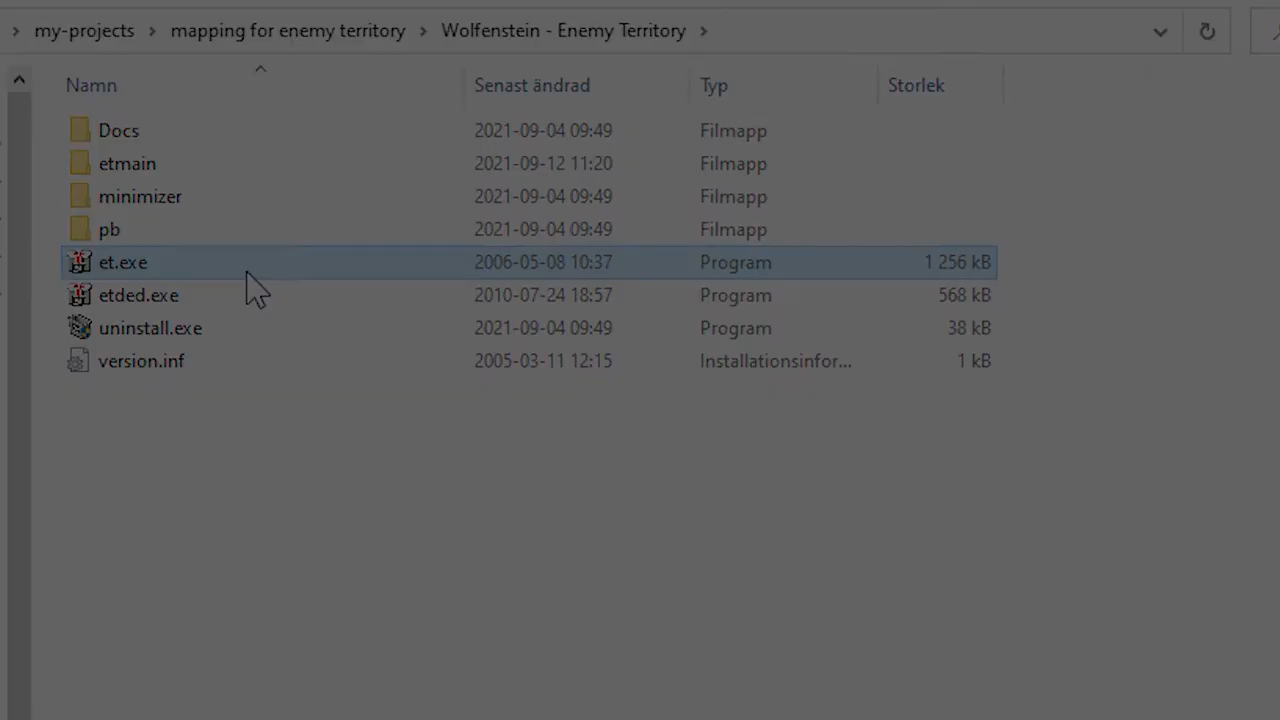 my-projects mapping for enemy territory Wolfenstein - Enemy Territory
Namn Senast ändrad Typ Storlek
Docs 2021-09-04 09:49 Filmapp
etmain 2021-09-12 11:20 Filmapp
minimizer 2021-09-04 09:49 Filmapp
pb 2021-09-04 09:49 Filmapp
et.exe 2006-05-08 10:37 Program 1 256 kB
etded.exe 2010-07-24 18:57 Program 568 kB
uninstall.exe 2021-09-04 09:49 Program 38 kB
version.inf 2005-03-11 12:15 Installationsinfor... 1 kB